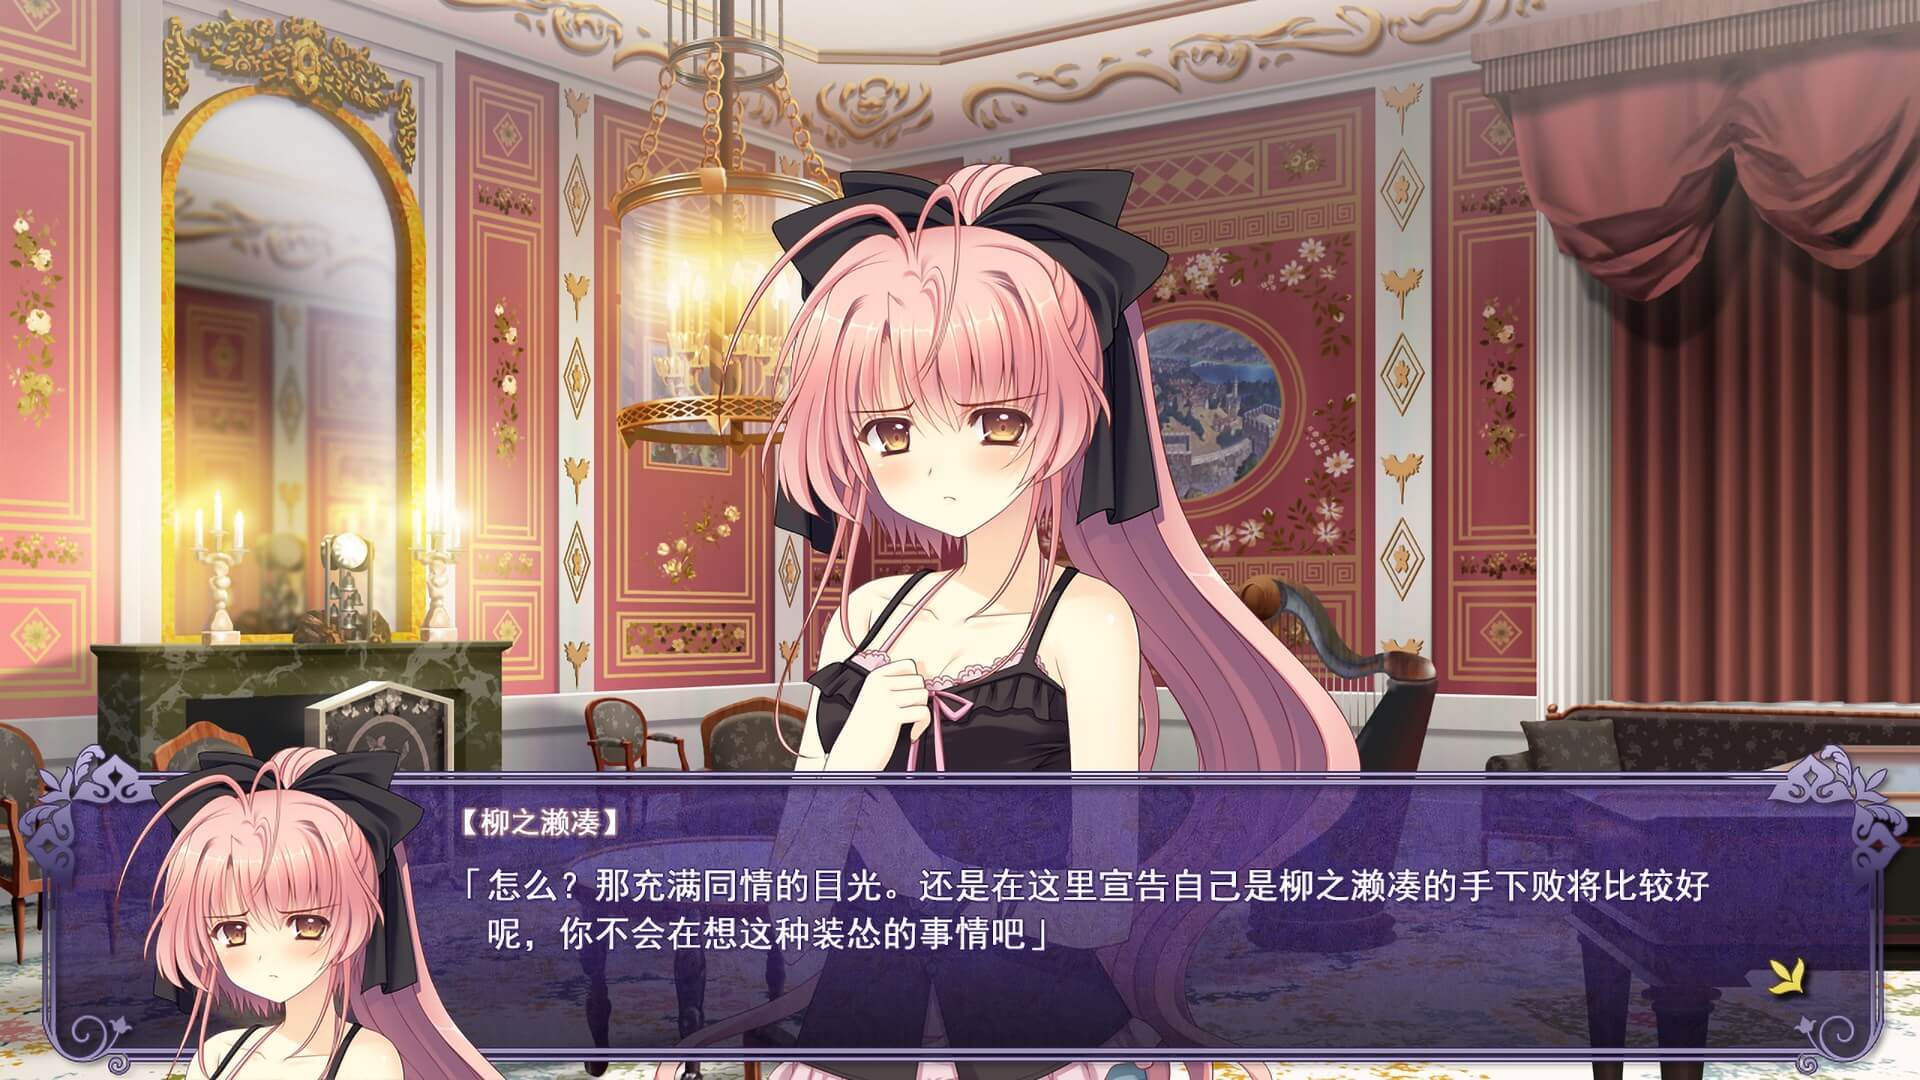 【柳之濑凑】
「怎么？那充满同情的目光。还是在这里宣告自己是柳之濑凑的手下败将比较好
呢，你不会在想这种装怂的事情吧」